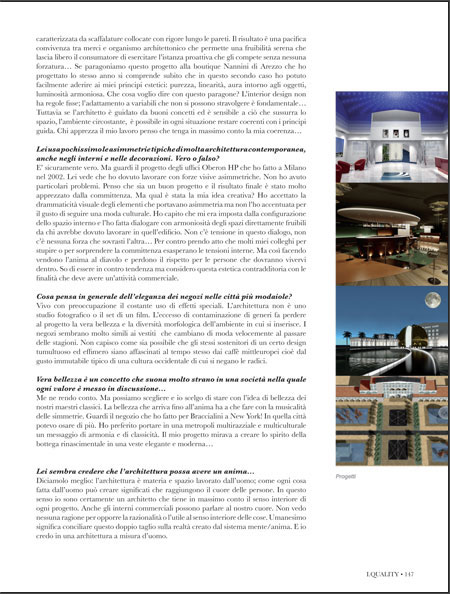 caratterizzata da scaffalature collocate con rigore lungo le pareti. Il risultato è una pacifica
convivenza tra merci e organismo architettonico che permette una fruibilità serena che
lascia libero il consumatore di esercitare l'istanza proattiva che gli compete senza nessuna
forzatura… Se paragoniamo questo progetto alla boutique Nannini di Arezzo che ho
progettato lo stesso anno si comprende subito che in questo secondo caso ho potuto
facilmente aderire ai miei principi estetici: purezza, linearità, aura intorno agli oggetti,
luminosità armoniosa. Che cosa voglio dire con questo paragone? L'interior design non
ha regole fisse; l'adattamento a variabili che non si possono stravolgere è fondamentale…
Tuttavia se l'architetto è guidato da buoni concetti ed è sensibile a ciò che sussurra lo
spazio, l'ambiente circostante, è possibile in ogni situazione restare coerenti con i principi
guida. Chi apprezza il mio lavoro penso che tenga in massimo conto la mia coerenza…
Lei usa pochissimo le asimmetrie tipiche di molta architettura contemporanea,
anche negli interni e nelle decorazioni. Vero o falso?
E' sicuramente vero. Ma guardi il progetto degli uffici Oberon HP che ho fatto a Milano
nel 2002. Lei vede che ho dovuto lavorare con forze visive asimmetriche. Non ho avuto
particolari problemi. Penso che sia un buon progetto e il risultato finale è stato molto
apprezzato dalla committenza. Ma qual è stata la mia idea creativa? Ho accettato la
drammaticità visuale degli elementi che portavano asimmetria ma non l'ho accentuata per
il gusto di seguire una moda culturale. Ho capito che mi era imposta dalla configurazione
dello spazio interno e l'ho fatta dialogare con armoniosità degli spazi direttamente fruibili
da chi avrebbe dovuto lavorare in quell'edificio. Non c'è tensione in questo dialogo, non
c'è nessuna forza che sovrasti l'altra… Per contro prendo atto che molti miei colleghi per
stupire o per sorprendere la committenza esasperano le tensioni interne. Ma così facendo
vendono l'anima al diavolo e perdono il rispetto per le persone che dovranno vivervi
dentro. So di essere in contro tendenza ma considero questa estetica contradditoria con le
finalità che deve avere un'attività commerciale.
Cosa pensa in generale dell'eleganza dei negozi nelle città più modaiole?
Vivo con preoccupazione il costante uso di effetti speciali. L'architettura non è uno
studio fotografico o il set di un film. L'eccesso di contaminazione di generi fa perdere
al progetto la vera bellezza e la diversità morfologica dell'ambiente in cui si inserisce. I
negozi sembrano molto simili ai vestiti che cambiano di moda velocemente al passare
delle stagioni. Non capisco come sia possibile che gli stessi sostenitori di un certo design
tumultuoso ed effimero siano affascinati al tempo stesso dai caffè mitteleuropei cioè dal
gusto immutabile tipico di una cultura occidentale di cui si negano le radici.
Vera bellezza è un concetto che suona molto strano in una società nella quale
ogni valore è messo in discussione…
Me ne rendo conto. Ma possiamo scegliere e io scelgo di stare con l'idea di bellezza dei
nostri maestri classici. La bellezza che arriva fino all'anima ha a che fare con la musicalità
delle simmetrie. Guardi il negozio che ho fatto per Braccialini a New York! In quella città
potevo osare di più. Ho preferito portare in una metropoli multirazziale e multiculturale
un messaggio di armonia e di classicità. Il mio progetto mirava a creare lo spirito della
bottega rinascimentale in una veste elegante e moderna…
Lei sembra credere che l'architettura possa avere un'anima…
Diciamolo meglio: l'architettura è materia e spazio lavorato dall'uomo; come ogni cosa
fatta dall'uomo può creare significati che raggiungono il cuore delle persone. In questo
senso io sono certamente un architetto che tiene in massimo conto il senso interiore di
ogni progetto. Anche gli interni commerciali possono parlare al nostro cuore. Non vedo
nessuna ragione per opporre la razionalità o l'utile al senso interiore delle cose. Umanesimo
significa conciliare questo doppio taglio sulla realtà creato dal sistema mente/anima. E io
credo in una architettura a misura d'uomo.
Progetti
I.QUALITY • 147